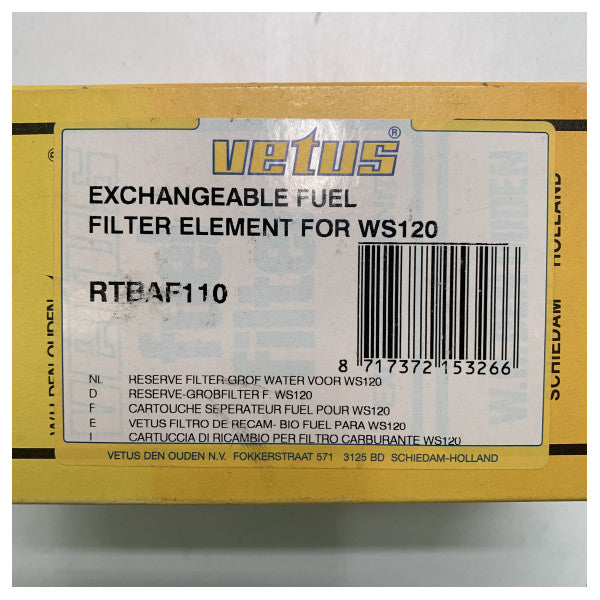 vetus®
EXCHANGEABLE FUEL
FILTER ELEMENT FOR WS120
RTBAF110
8 717372 153266
NL RESERVE FILTER GROF WATER VOOR WS120
D RESERVE-GROBFILTER F. WS120
F CARTOUCHE SEPERATEUR FUEL POUR WS120
E VETUS FILTRO DE RECAM- BIO FUEL PARA WS120
I CARTUCCIA DI RICAMBIO PER FILTRO CARBURANTE WS120
VETUS DEN OUDEN N.V. FOKKERSTRAAT 571 3125 BD SCHIEDAM-HOLLAND
SCHIEDAM HOLLAND